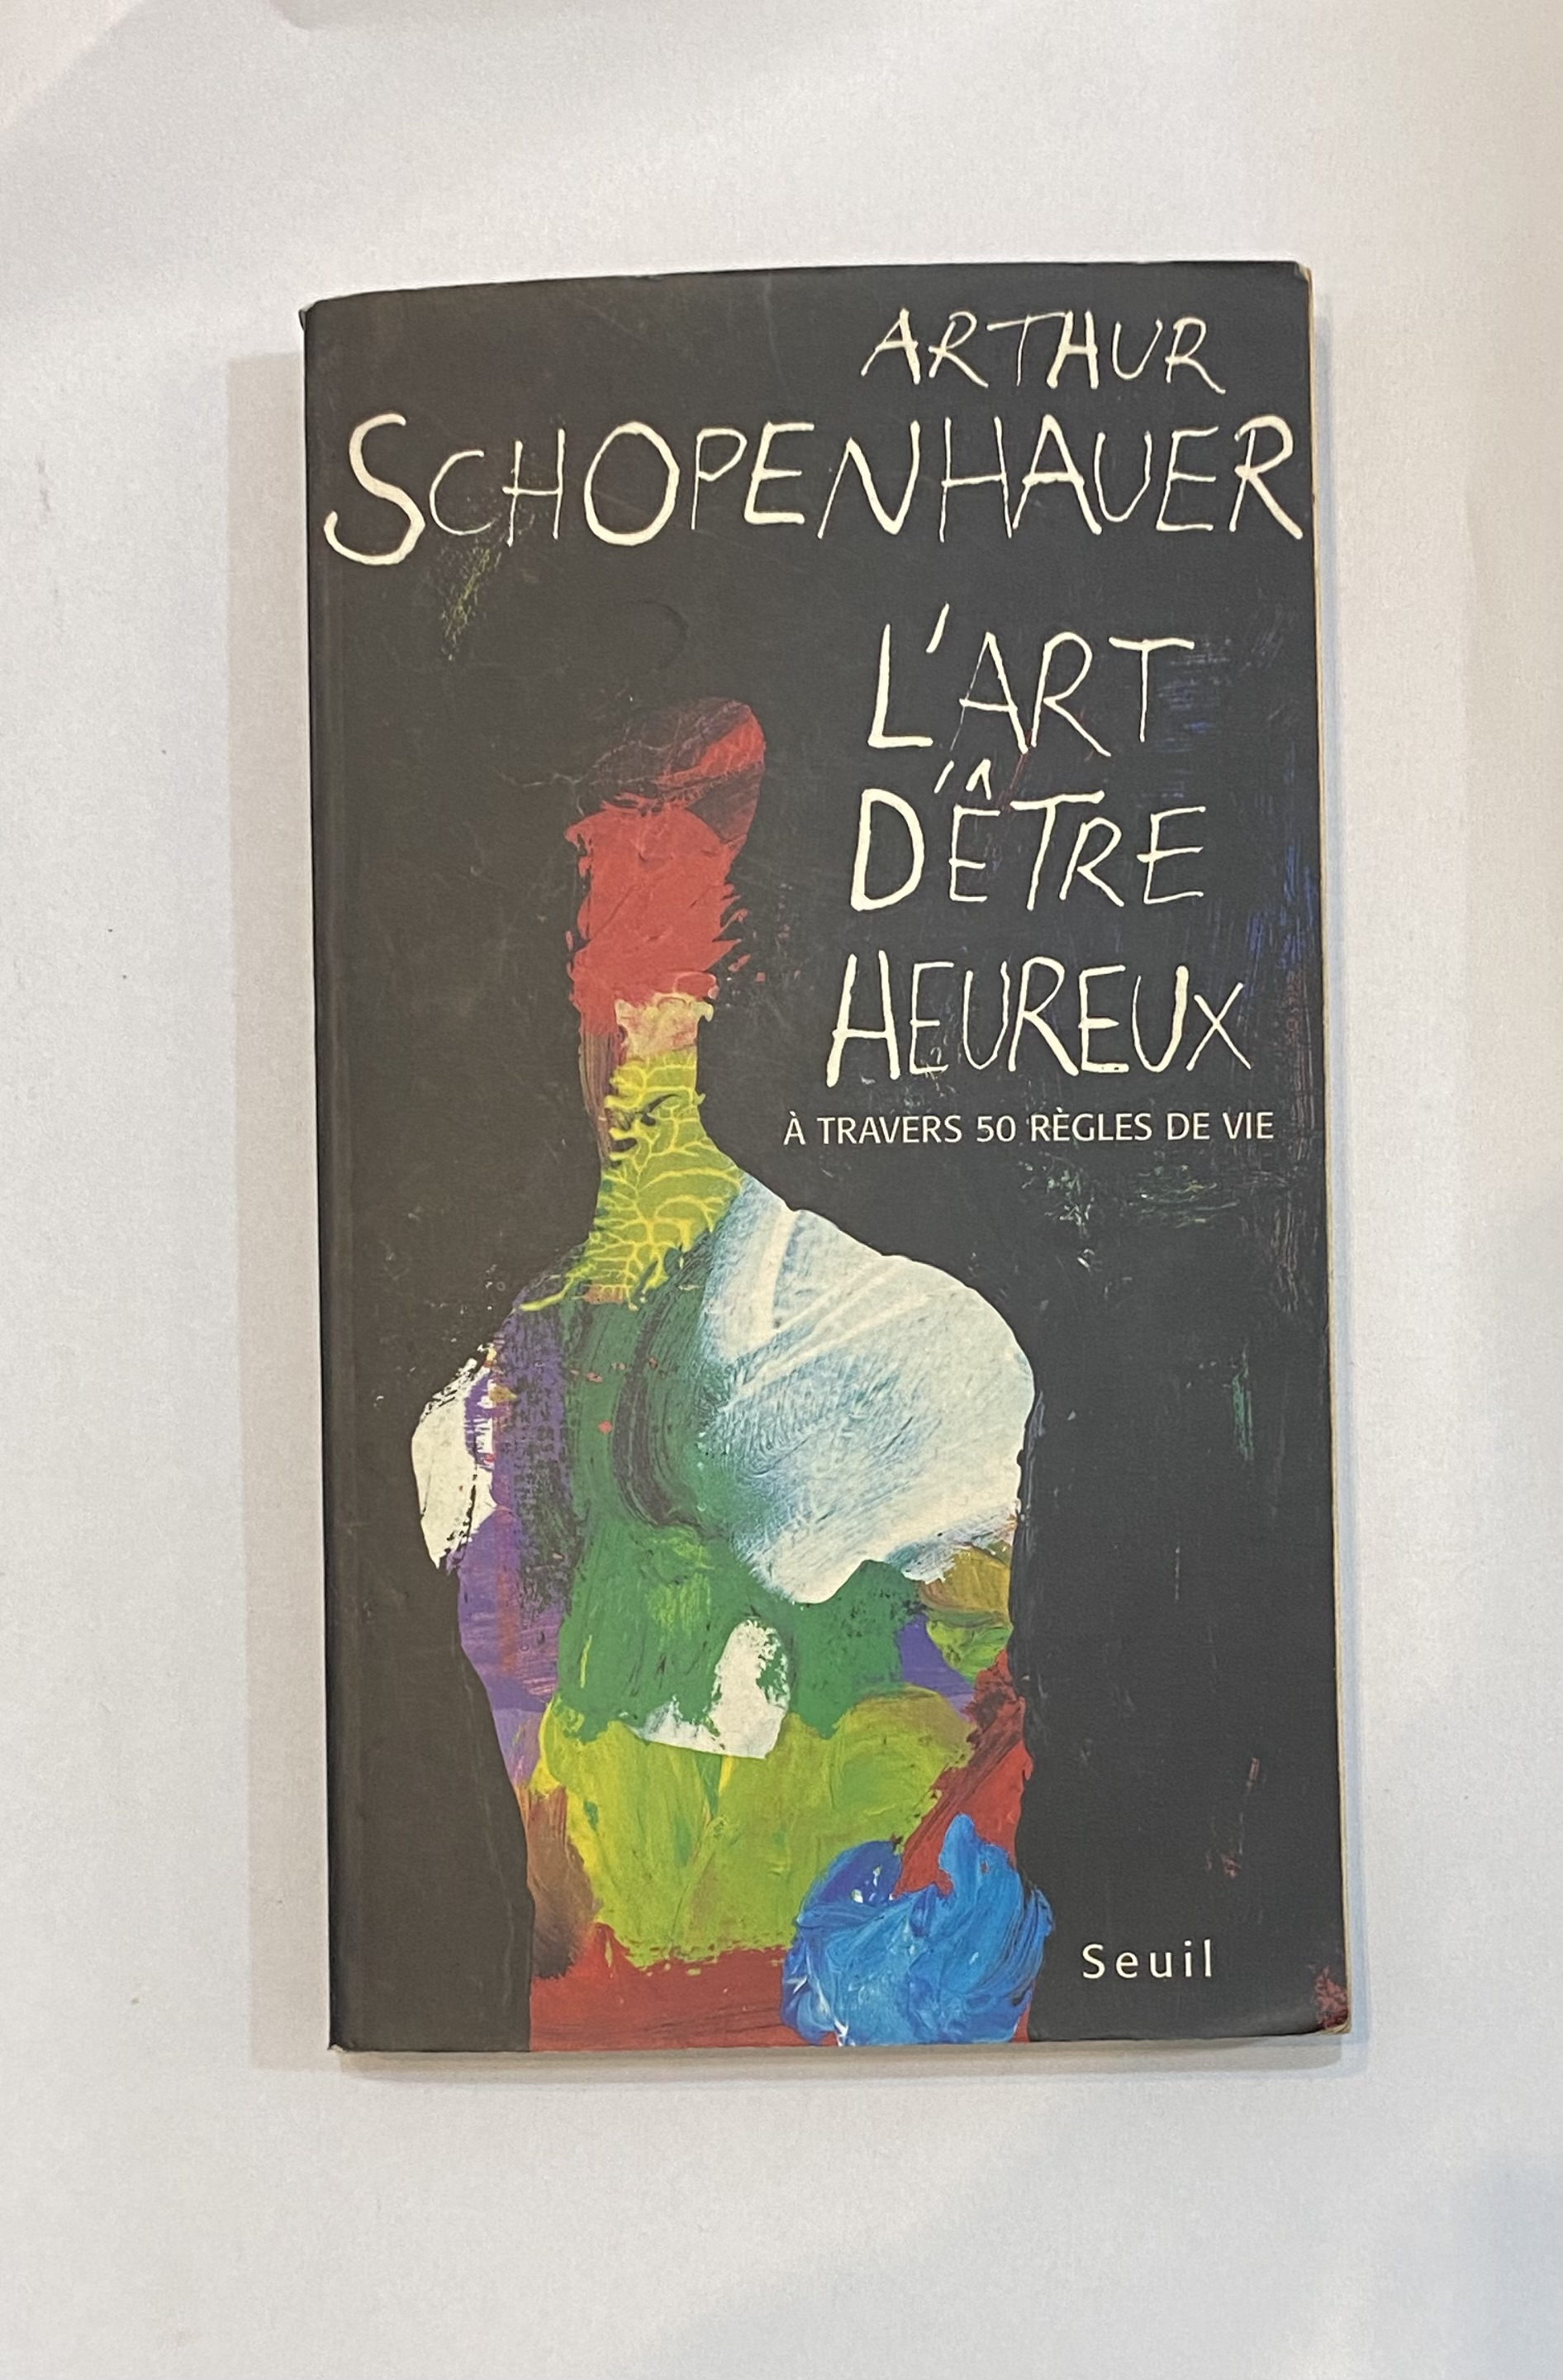 ARTHUR
SCHOPENHAUER
L'ART
D'ÊTRE
HEUREUX
À TRAVERS 50 RÈGLES DE VIE
Seuil